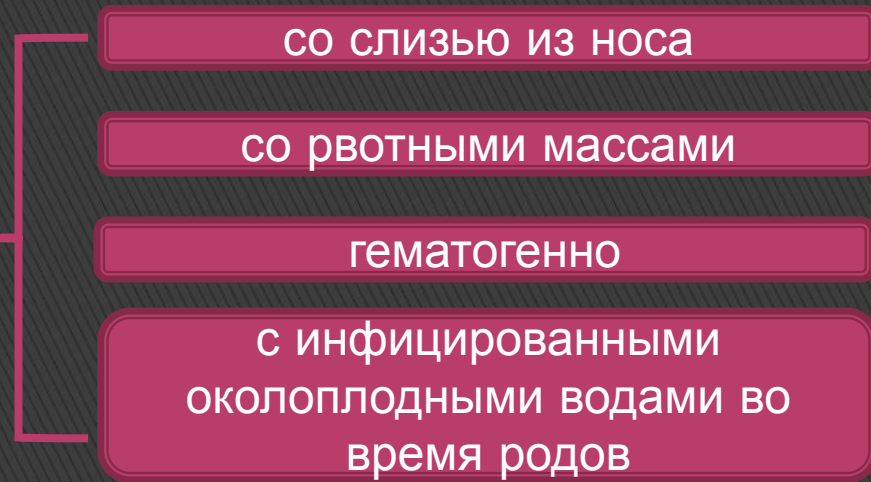 со слизью из носа
со рвотными массами
гематогенно
с инфицированными
околоплодными водами во
время родов